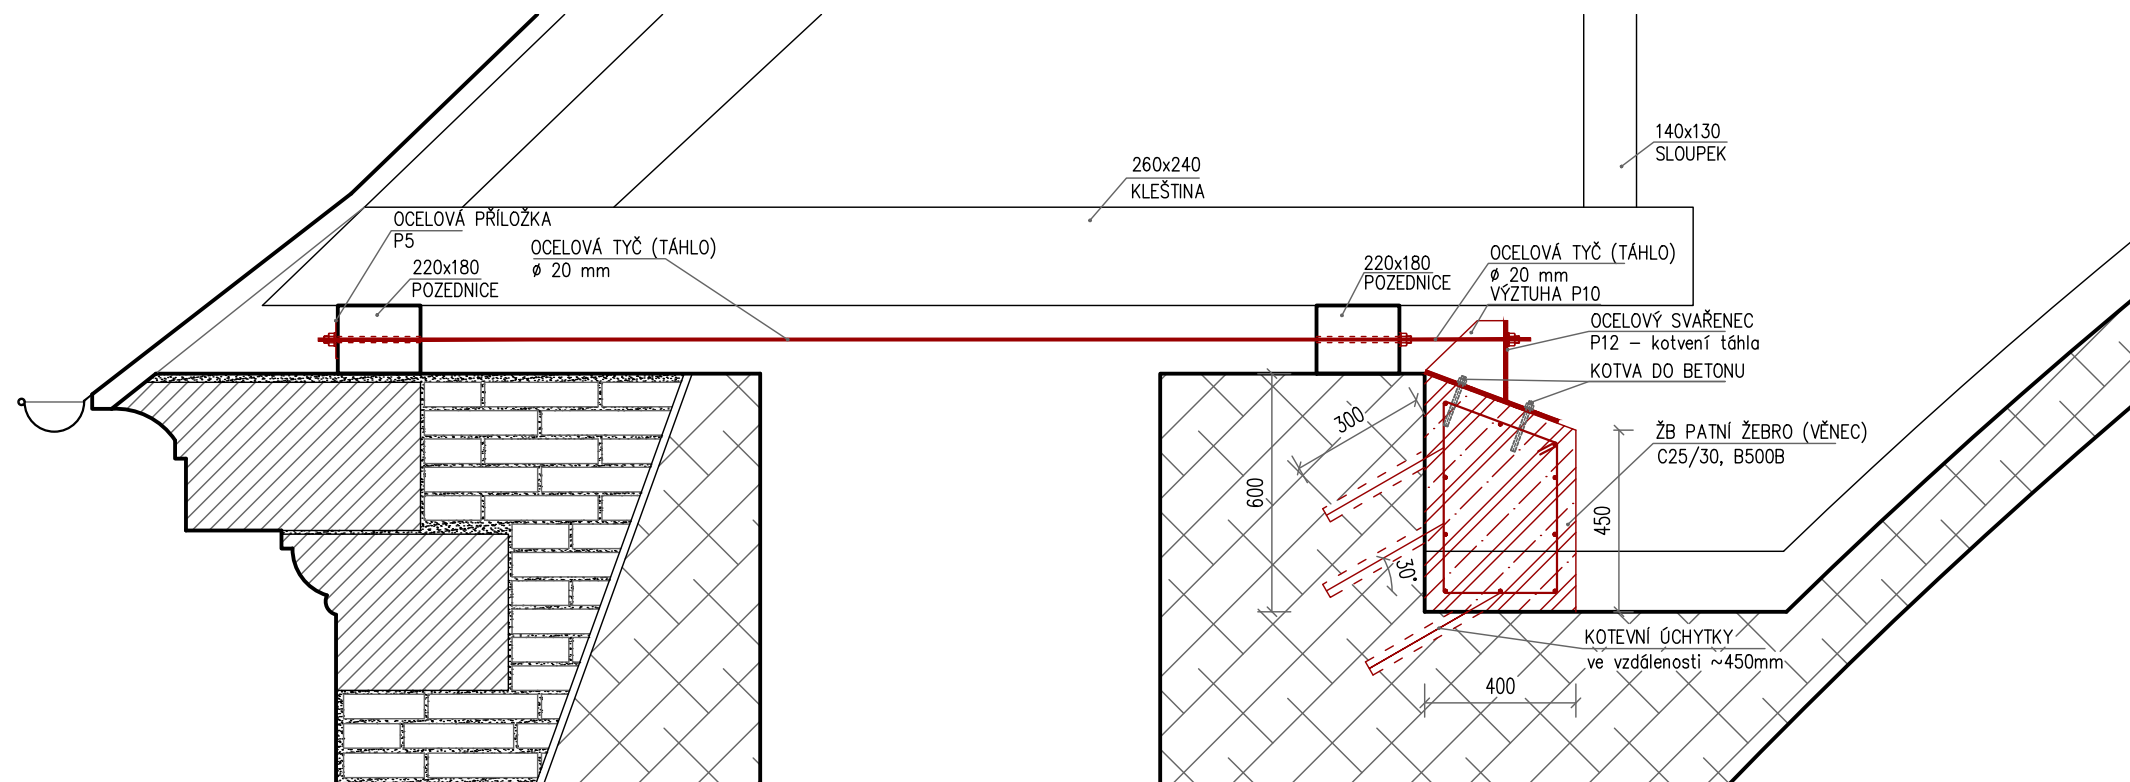 140x130
SLOUPEK
260x240
KLEŠTINA
OCELOVÁ PŘÍLOŽKA
P5
OCELOVÁ TYČ (TÁHLO)
ø 20 mm
220x180
POZEDNICE
220x180
POZEDNICE
OCELOVÁ TYČ (TÁHLO)
ø 20 mm
VÝZTUHA P10
OCELOVÝ SVAŘENEC
P12 – kotvení táhla
KOTVA DO BETONU
300
ŽB PATNÍ ŽEBRO (VĚNEC)
C25/30, B500B
600
450
30°
KOTEVNÍ ÚCHYTKY
ve vzdálenosti ~450mm
400